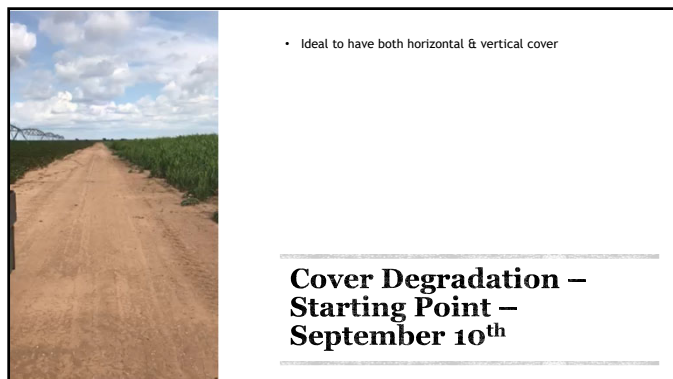 • Ideal to have both horizontal & vertical cover
Cover Degradation –
Starting Point –
September 10th